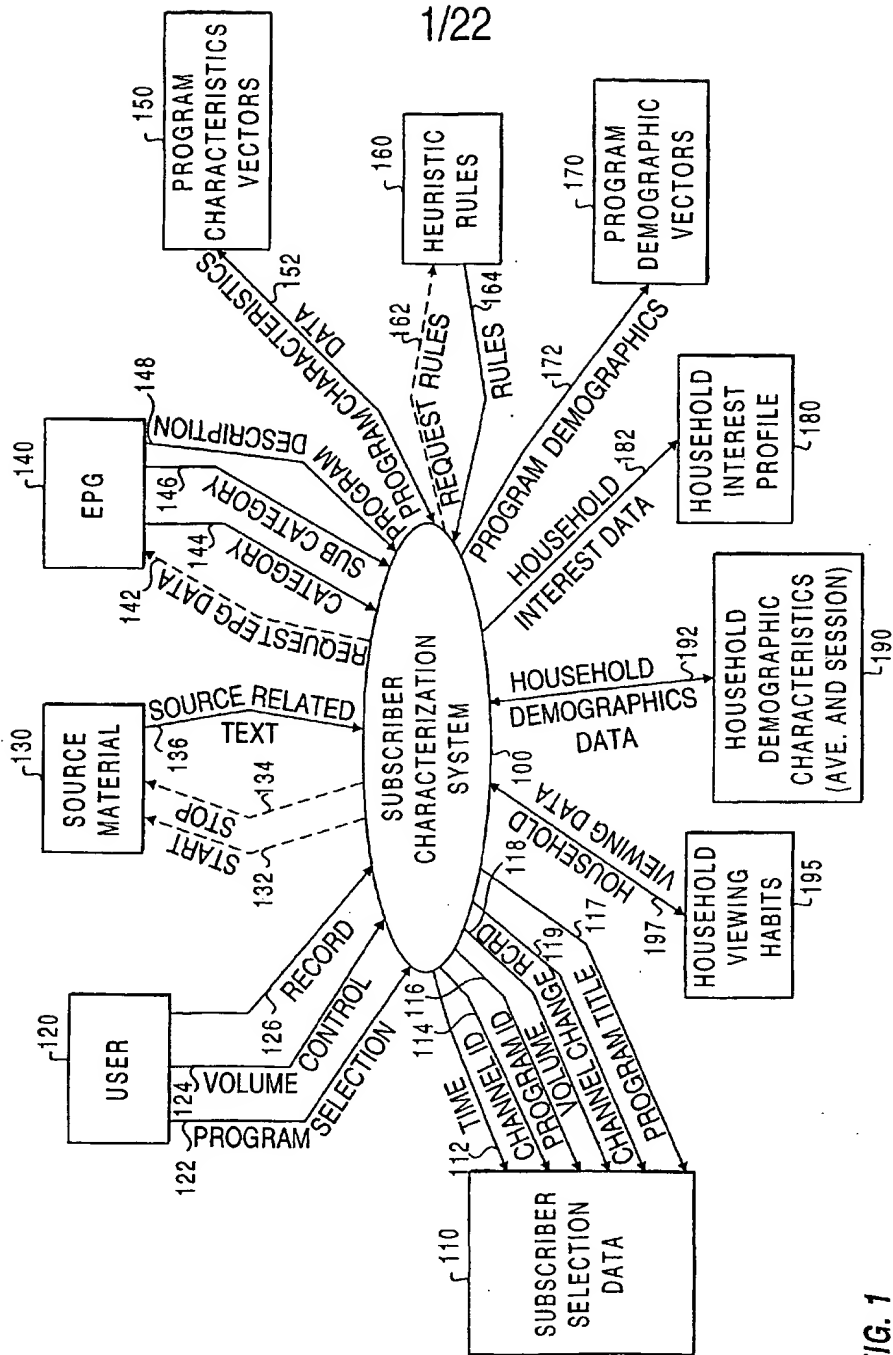 1/22
120
USER
122
PROGRAM SELECTION
124
VOLUME CONTROL
126
RECORD
130
SOURCE
MATERIAL
START
132
STOP
134
136
SOURCE RELATED
TEXT
140
EPG
142
REQUEST EPG DATA
144
CATEGORY
146
SUB CATEGORY
148
PROGRAM
DESCRIPTION
150
PROGRAM
CHARACTERISTICS
VECTORS
PROGRAM CHARACTERISTICS
DATA
152
160
HEURISTIC
RULES
162
REQUEST RULES
164
RULES
170
PROGRAM
DEMOGRAPHIC
VECTORS
172
PROGRAM DEMOGRAPHICS
SUBSCRIBER
CHARACTERIZATION
SYSTEM
100
HOUSEHOLD
INTEREST DATA
182
HOUSEHOLD
INTEREST
PROFILE
180
HOUSEHOLD
DEMOGRAPHICS
DATA
192
HOUSEHOLD
DEMOGRAPHIC
CHARACTERISTICS
(AVE. AND SESSION)
190
HOUSEHOLD
VIEWING DATA
197
HOUSEHOLD
VIEWING
HABITS
195
112
TIME
114
CHANNEL ID
116
PROGRAM ID
118
VOLUME
CHANGE RCRD
119
CHANNEL CHANGE
117
PROGRAM TITLE
CHANNEL TITLE
110
SUBSCRIBER
SELECTION
DATA
FIG. 1